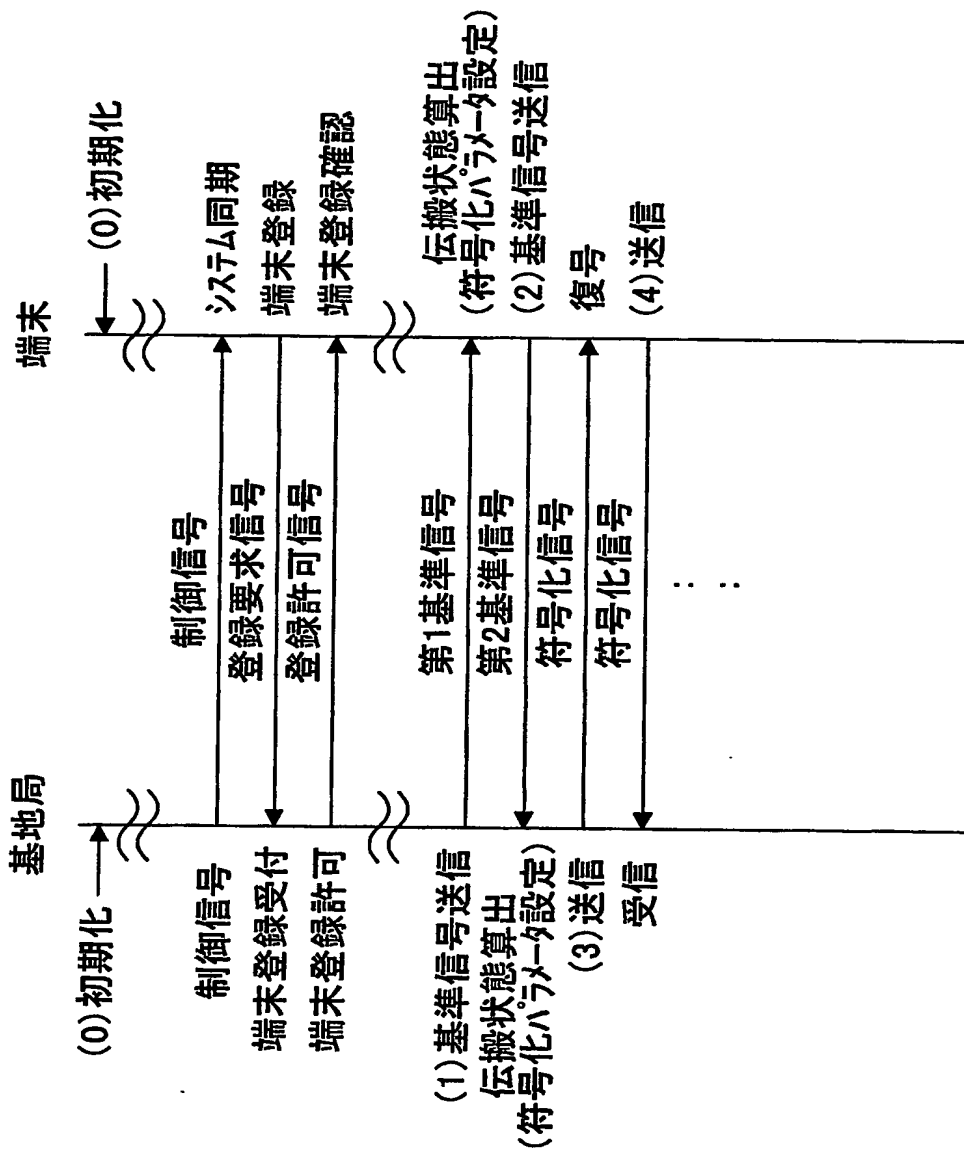 基地局
端末
(0)初期化
(0)初期化
制御信号
制御信号
システム同期
端末登録受付
登録要求信号
端末登録
端末登録許可
登録許可信号
端末登録確認
(1)基準信号送信
第1基準信号
伝搬状態算出
(符号化パラメータ設定)
伝搬状態算出
(符号化パラメータ設定)
第2基準信号
(2)基準信号送信
(3)送信
符号化信号
復号
受信
符号化信号
(4)送信
: :